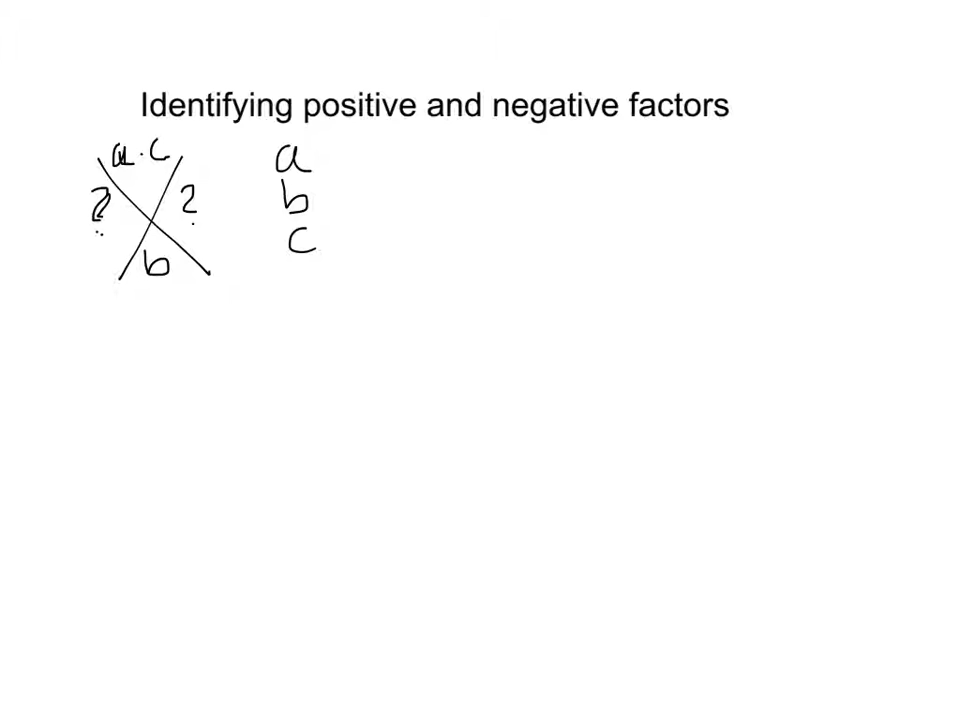 Identifying positive and negative factors
a . c
? ?
b
a
b
c